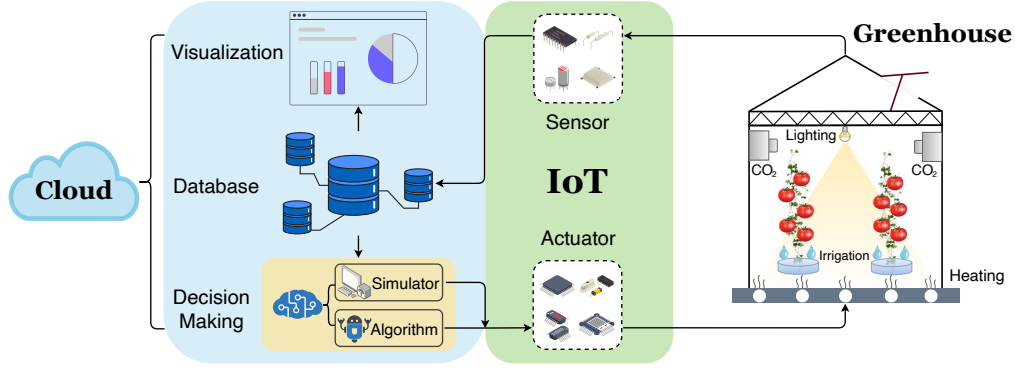 Cloud
Visualization
Database
Decision
Making
Simulator
Algorithm
Sensor
IoT
Actuator
Greenhouse
Lighting
CO₂
CO₂
Irrigation
Heating